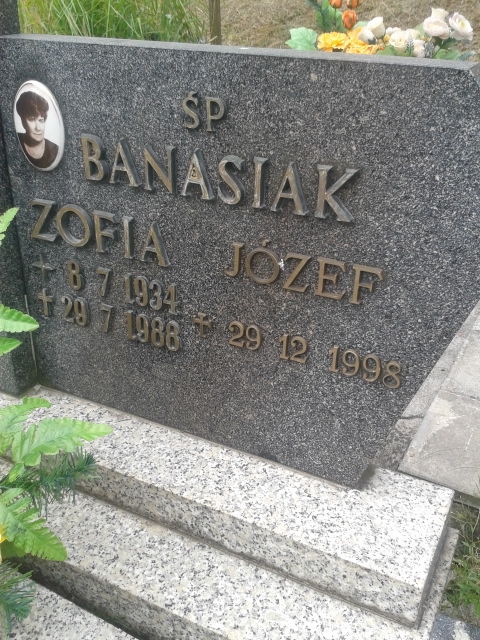 ŚP
BANASIAK
ZOFIA
JÓZEF
8 7 1934
29 7 1988
29 12 1998